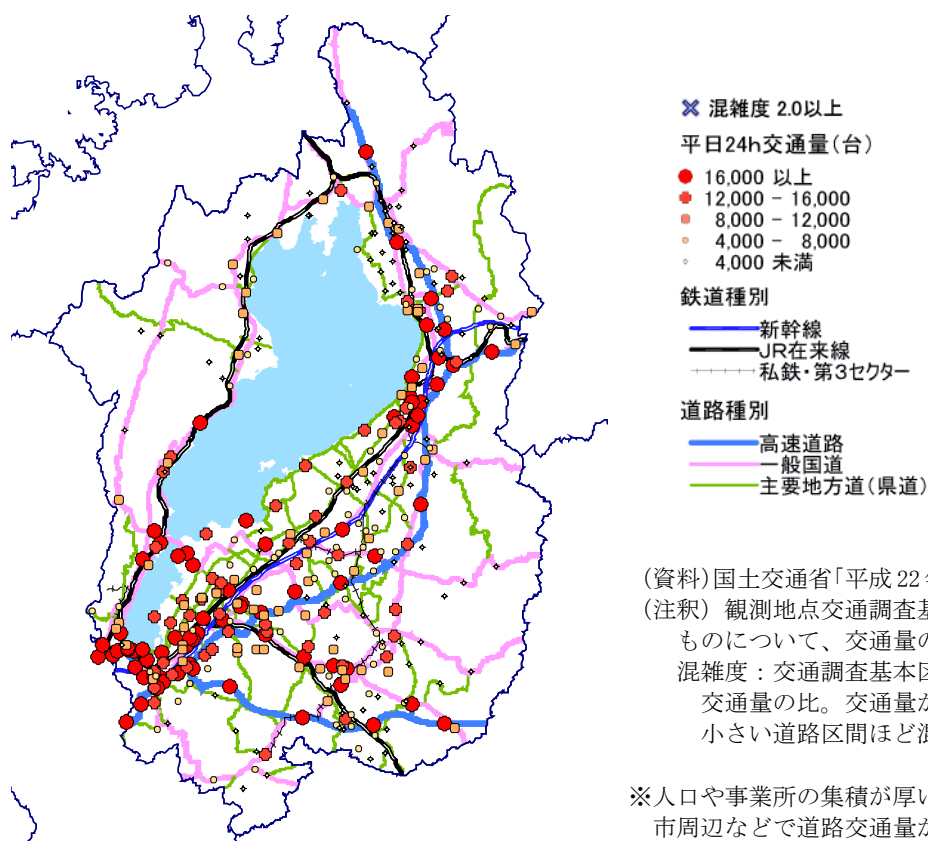 混雑度 2.0以上
平日24h交通量(台)
16,000 以上
12,000 − 16,000
8,000 − 12,000
4,000 − 8,000
4,000 未満
鉄道種別
新幹線
JR在来線
私鉄・第3セクター
道路種別
高速道路
一般国道
主要地方道(県道)
(資料)国土交通省「平成 22
(注釈) 観測地点交通調査基
ものについて、交通量の
混雑度:交通調査基本区
交通量の比。交通量が
小さい道路区間ほど混
※人口や事業所の集積が厚い
市周辺などで道路交通量が